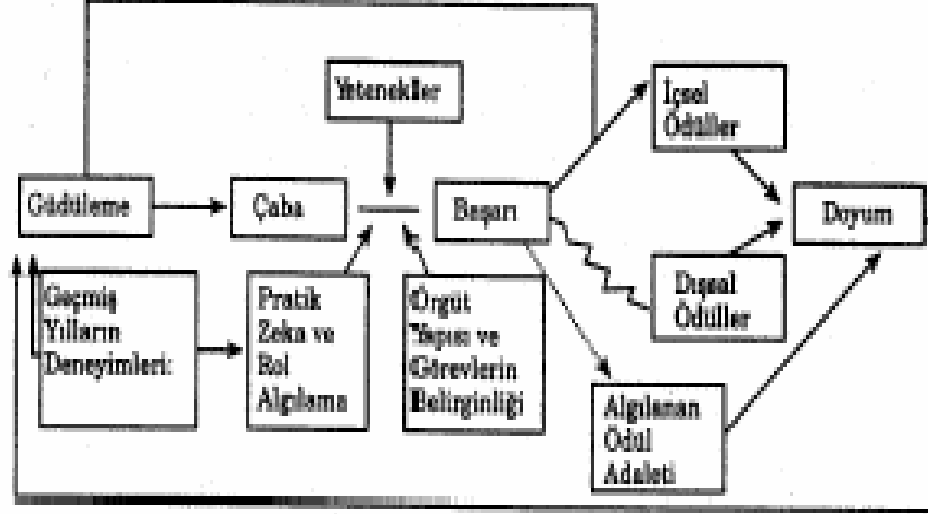 Yetenekller
İçsel
Ödüller
Güdüleme
Çaba
Başarı
Doyum
Geçmiş
Yılların
Deneyimleri:
Pratik
Zeka ve
Rol
Algılama
Örgüt
Yapısı ve
Görevlerin
Belirginliği
Dışsal
Ödüller
Algılanan
Ödül
Adaleti